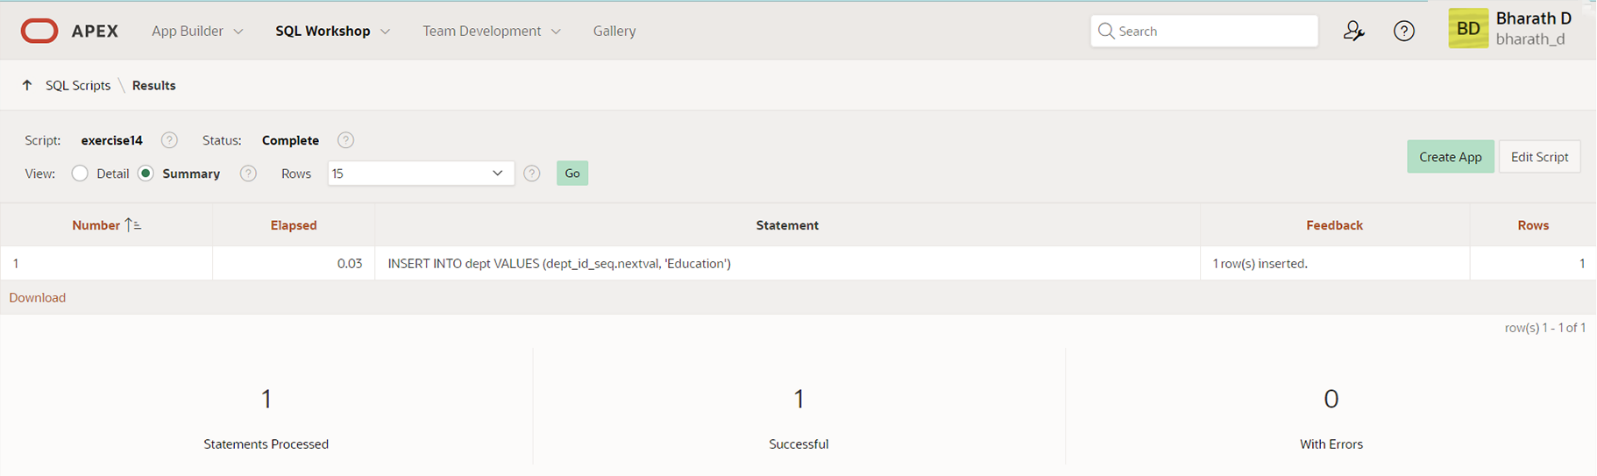 APEX App Builder SQL Workshop Team Development Gallery Search BD Bharath D
bharath_d
SQL Scripts \ Results
Script: exercise14 ? Status: Complete ?
Create App Edit Script
View: Detail Summary ? Rows 15 ? Go
Number Elapsed Statement Feedback Rows
1 0.03 INSERT INTO dept VALUES (dept_id_seq.nextval, 'Education') 1 row(s) inserted. 1
Download
row(s) 1 - 1 of 1
1 1 0
Statements Processed Successful With Errors